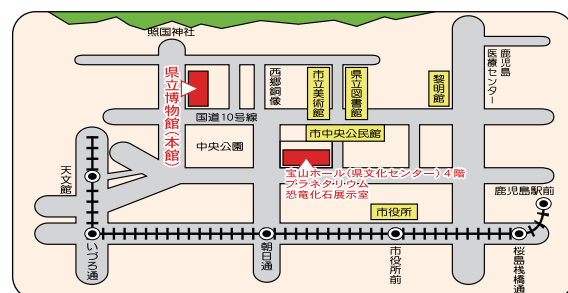 照国神社
県立博物館(本館)
西郷銅像
市立美術館
県立図書館
黎明館
鹿児島
医療センター
国道10号線
市中央公民館
中央公園
天文館
宝山ホール(県文化センター)4階
プラネタリウム
恐竜化石展示室
鹿児島駅前
市役所
いづろ通
朝日通
市役所前
桜島桟橋通